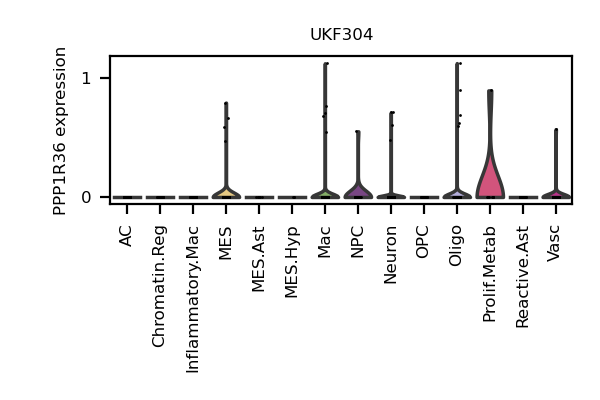 UKF304
PPP1R36 expression
1
0
AC
Chromatin.Reg
Inflammatory.Mac
MES
MES.Ast
MES.Hyp
Mac
NPC
Neuron
OPC
Oligo
Prolif.Metab
Reactive.Ast
Vasc